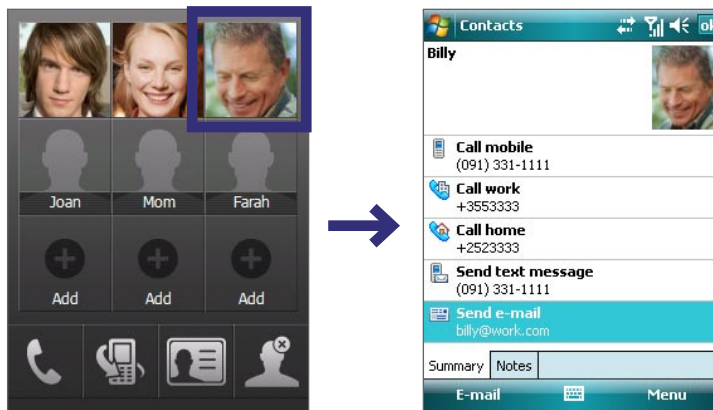 Joan Mom Farah
Add Add Add
Contacts ok
Billy
Call mobile
(091) 331-1111
Call work
+3553333
Call home
+2523333
Send text message
(091) 331-1111
Send e-mail
billy@work.com
Summary Notes
E-mail Menu